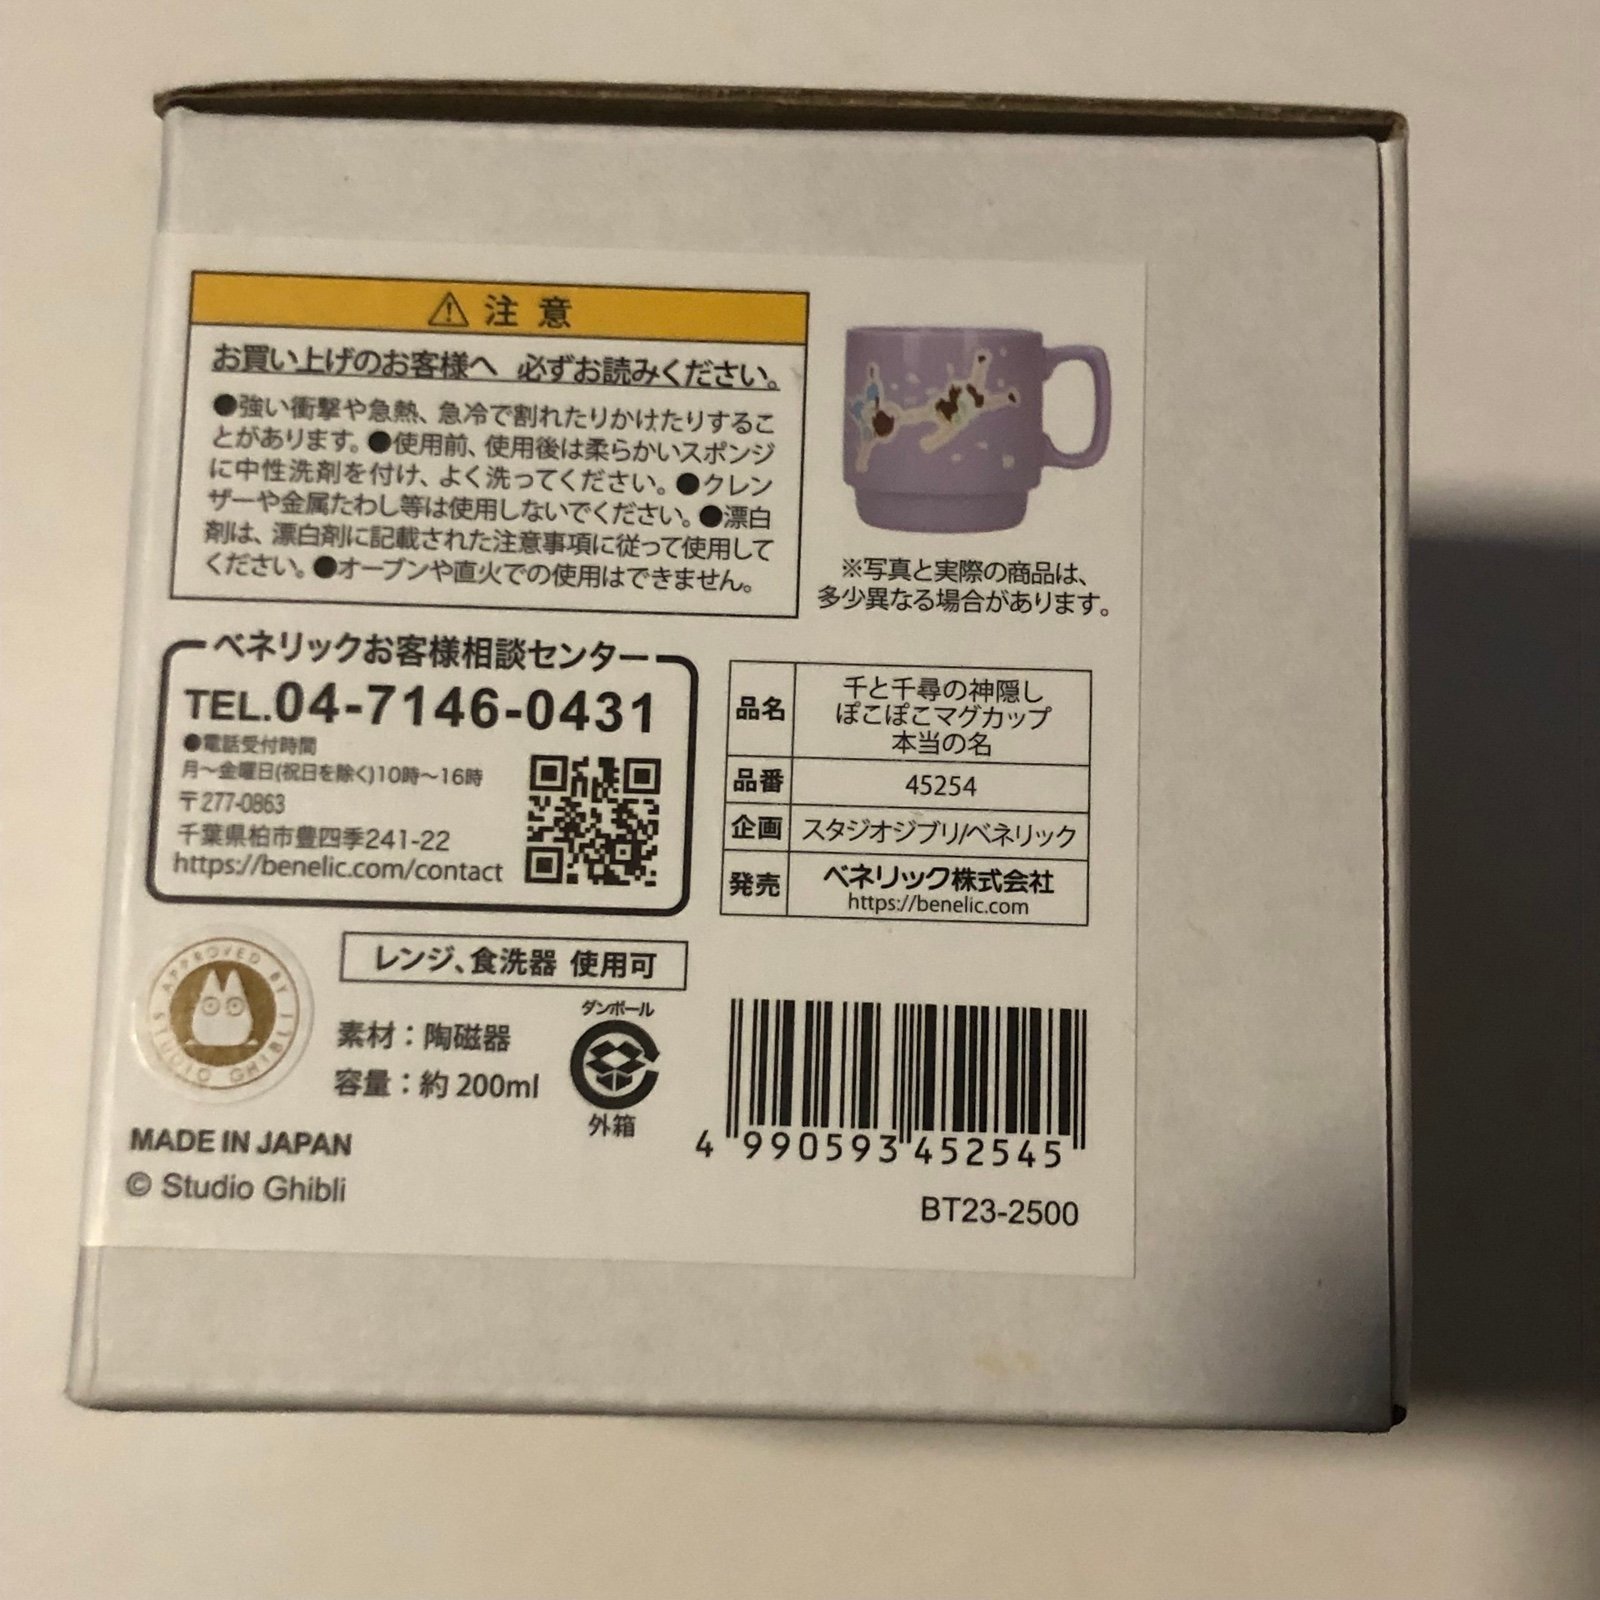 注意
お買い上げのお客様へ 必ずお読みください。
●強い衝撃や急熱、急冷で割れたりかけたりするこ
とがあります。●使用前、使用後は柔らかいスポンジ
に中性洗剤を付け、よく洗ってください。●クレン
ザーや金属たわし等は使用しないでください。●漂白
剤は、漂白剤に記載された注意事項に従って使用して
ください。●オーブンや直火での使用はできません。
※写真と実際の商品は、
多少異なる場合があります。
ベネリックお客様相談センター
TEL.04-7146-0431
●電話受付時間
月～金曜日(祝日を除く)10時～16時
〒277-0863
千葉県柏市豊四季241-22
https://benelic.com/contact
品名 千と千尋の神隠し
ぽこぽこマグカップ
本当の名
品番 45254
企画 スタジオジブリ/ベネリック
発売 ベネリック株式会社
https://benelic.com
APPROVED BY STUDIO GHIBLI
レンジ、食洗器 使用可
素材：陶磁器
容量：約 200ml
ダンボール
外箱
MADE IN JAPAN
© Studio Ghibli
4 990593 452545
BT23-2500